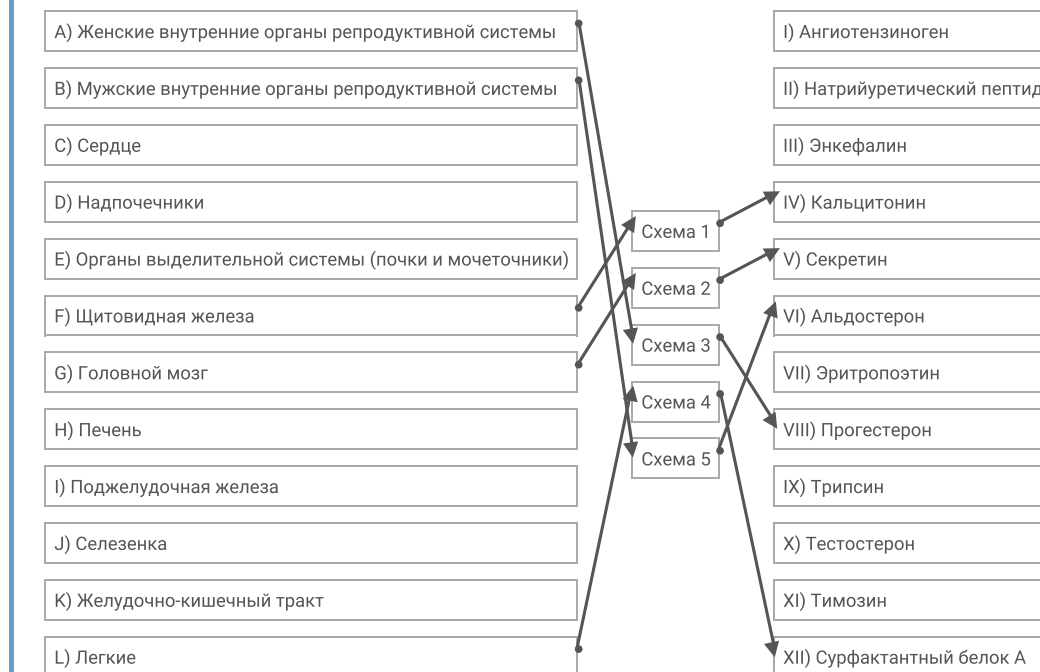 A) Женские внутренние органы репродуктивной системы
B) Мужские внутренние органы репродуктивной системы
C) Сердце
D) Надпочечники
E) Органы выделительной системы (почки и мочеточники)
F) Щитовидная железа
G) Головной мозг
H) Печень
I) Поджелудочная железа
J) Селезенка
K) Желудочно-кишечный тракт
L) Легкие
Схема 1
Схема 2
Схема 3
Схема 4
Схема 5
I) Ангиотензиноген
II) Натрийуретический пептид
III) Энкефалин
IV) Кальцитонин
V) Секретин
VI) Альдостерон
VII) Эритропоэтин
VIII) Прогестерон
IX) Трипсин
X) Тестостерон
XI) Тимозин
XII) Сурфактантный белок А